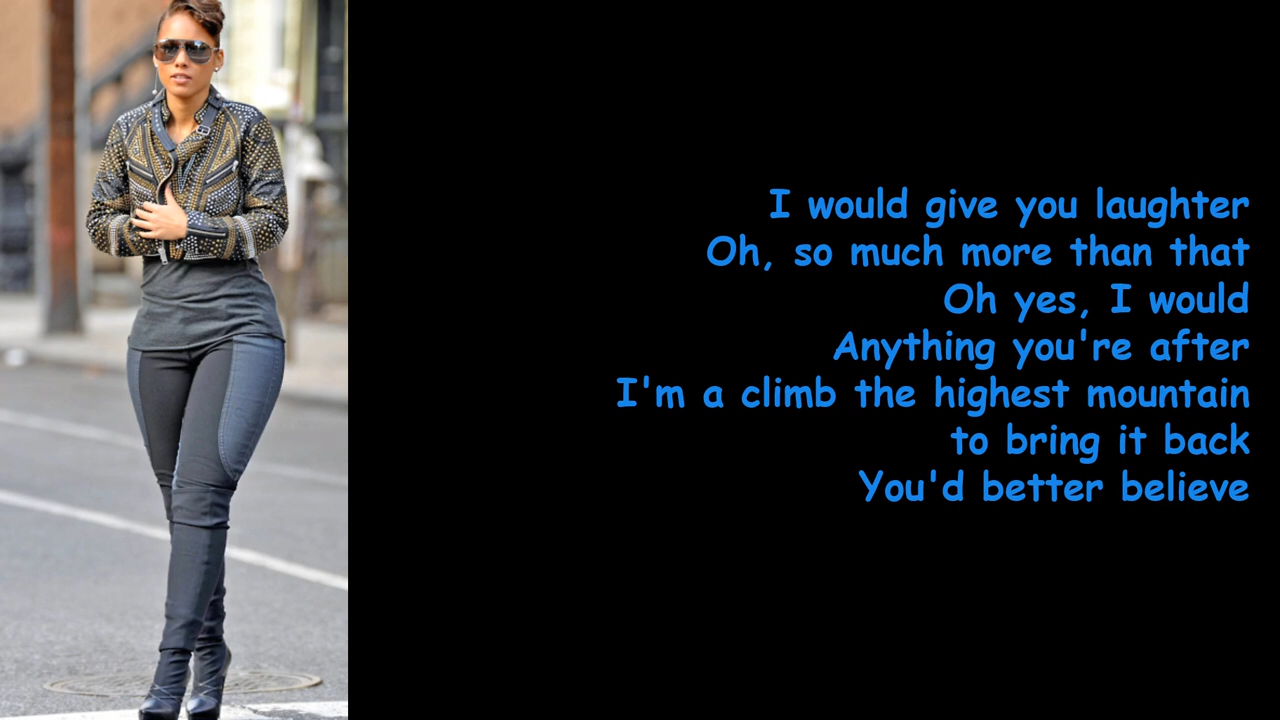 I would give you laughter
Oh, so much more than that
Oh yes, I would
Anything you're after
I'm a climb the highest mountain
to bring it back
You'd better believe